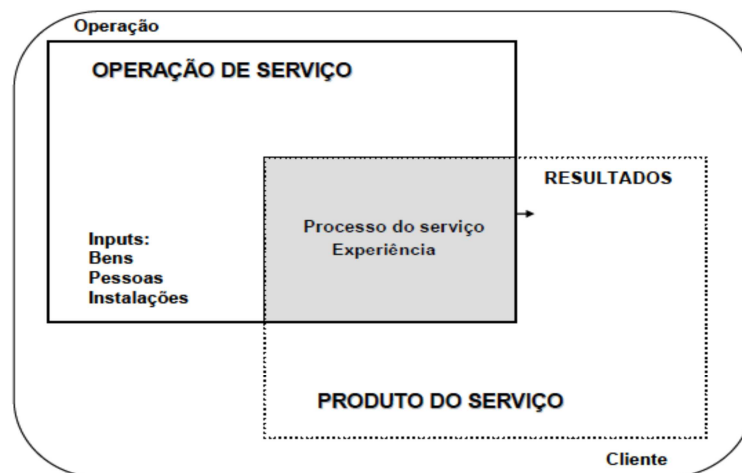 Operação
OPERAÇÃO DE SERVIÇO
RESULTADOS
Processo do serviço
Experiência
Inputs:
Bens
Pessoas
Instalações
PRODUTO DO SERVIÇO
Cliente